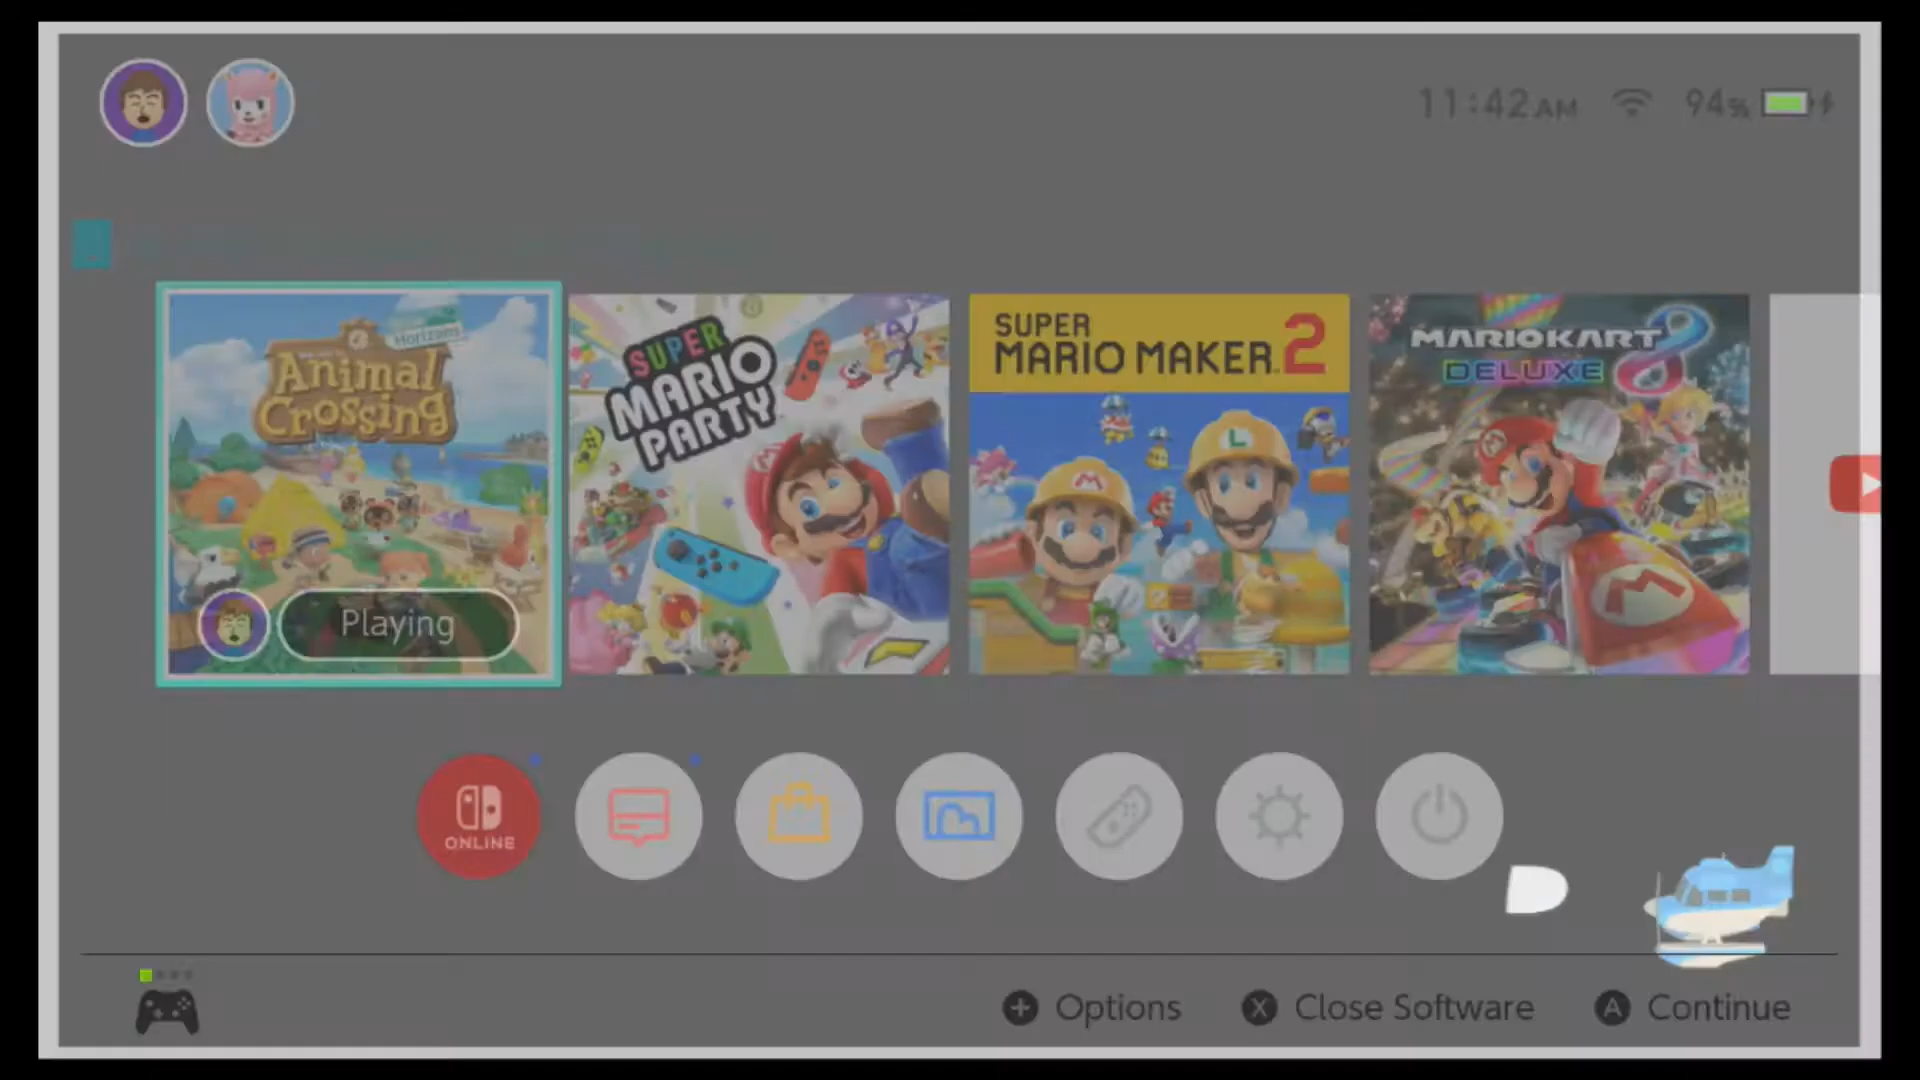 11:42 AM 94%
Horizons
Animal
Crossing
Playing
SUPER
MARIO
PARTY
SUPER
MARIO MAKER 2
MARIOKART 8
DELUXE
ONLINE
Options
X Close Software
A Continue